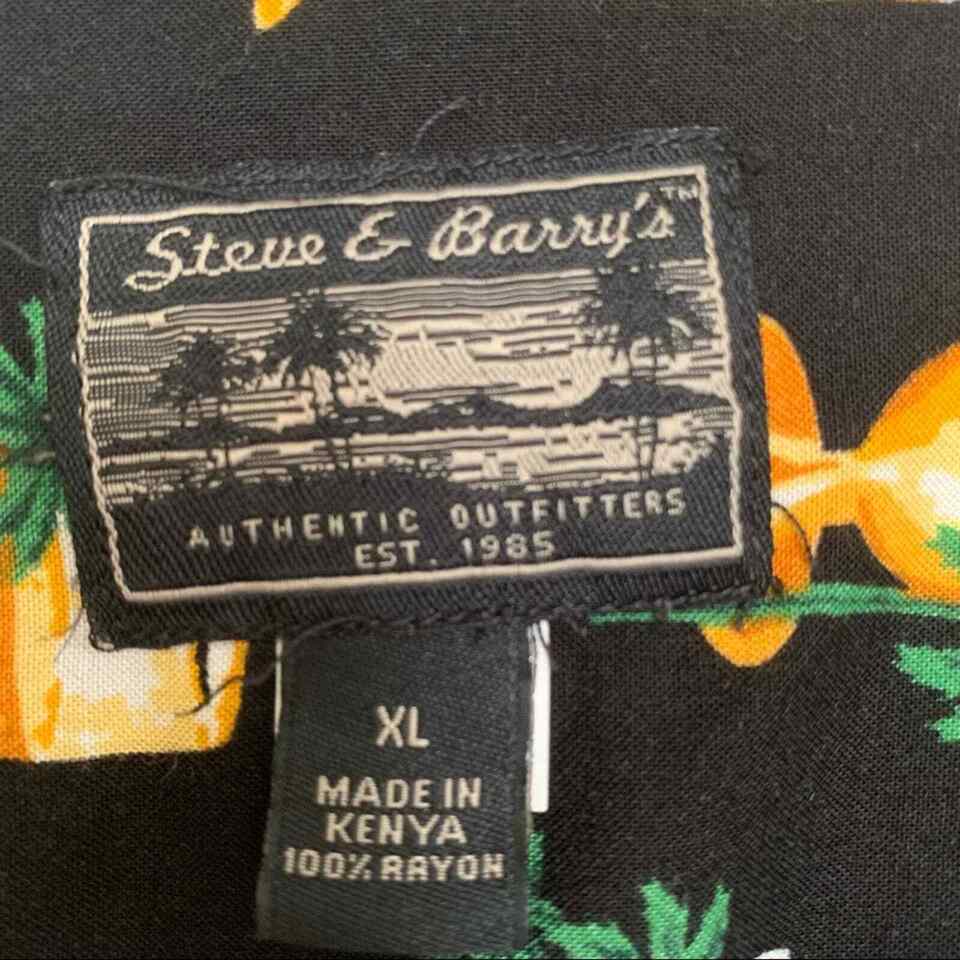 Steve & Barry's™
AUTHENTIC OUTFITTERS
EST. 1985
XL
MADE IN
KENYA
100% RAYON